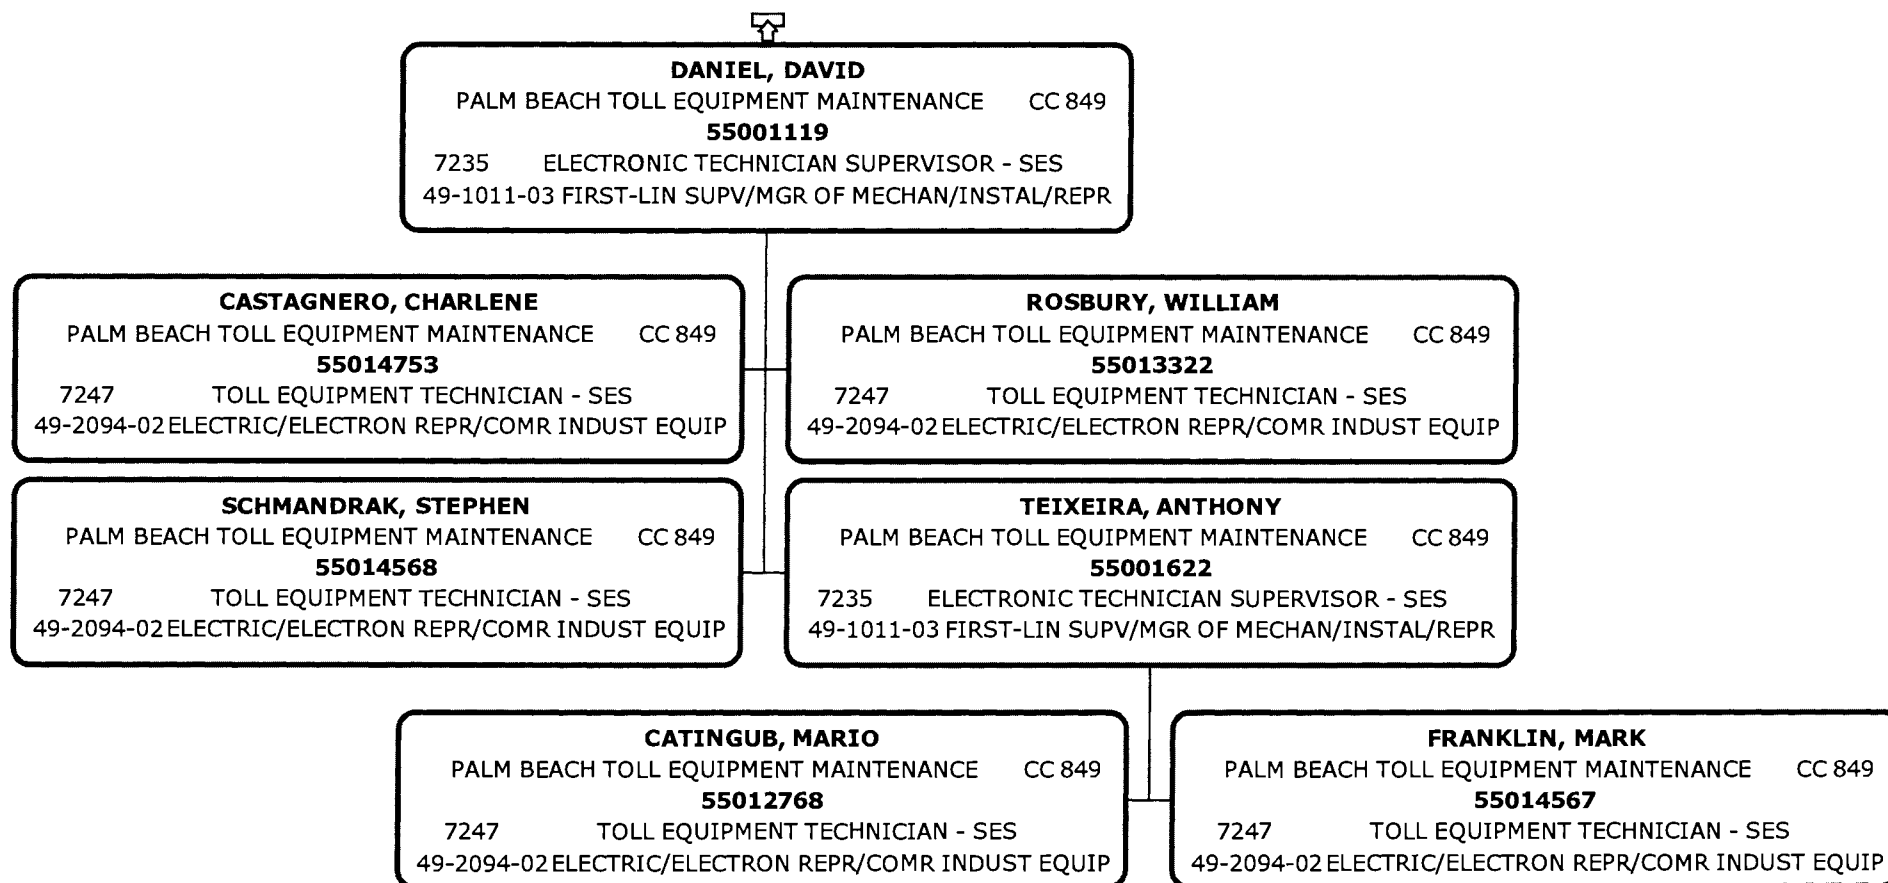 DANIEL, DAVID
PALM BEACH TOLL EQUIPMENT MAINTENANCE CC 849
55001119
7235 ELECTRONIC TECHNICIAN SUPERVISOR - SES
49-1011-03 FIRST-LIN SUPV/MGR OF MECHAN/INSTAL/REPR
CASTAGNERO, CHARLENE
PALM BEACH TOLL EQUIPMENT MAINTENANCE CC 849
55014753
7247 TOLL EQUIPMENT TECHNICIAN - SES
49-2094-02 ELECTRIC/ELECTRON REPR/COMR INDUST EQUIP
ROSBURY, WILLIAM
PALM BEACH TOLL EQUIPMENT MAINTENANCE CC 849
55013322
7247 TOLL EQUIPMENT TECHNICIAN - SES
49-2094-02 ELECTRIC/ELECTRON REPR/COMR INDUST EQUIP
SCHMANDRAK, STEPHEN
PALM BEACH TOLL EQUIPMENT MAINTENANCE CC 849
55014568
7247 TOLL EQUIPMENT TECHNICIAN - SES
49-2094-02 ELECTRIC/ELECTRON REPR/COMR INDUST EQUIP
TEIXEIRA, ANTHONY
PALM BEACH TOLL EQUIPMENT MAINTENANCE CC 849
55001622
7235 ELECTRONIC TECHNICIAN SUPERVISOR - SES
49-1011-03 FIRST-LIN SUPV/MGR OF MECHAN/INSTAL/REPR
CATINGUB, MARIO
PALM BEACH TOLL EQUIPMENT MAINTENANCE CC 849
55012768
7247 TOLL EQUIPMENT TECHNICIAN - SES
49-2094-02 ELECTRIC/ELECTRON REPR/COMR INDUST EQUIP
FRANKLIN, MARK
PALM BEACH TOLL EQUIPMENT MAINTENANCE CC 849
55014567
7247 TOLL EQUIPMENT TECHNICIAN - SES
49-2094-02 ELECTRIC/ELECTRON REPR/COMR INDUST EQUIP